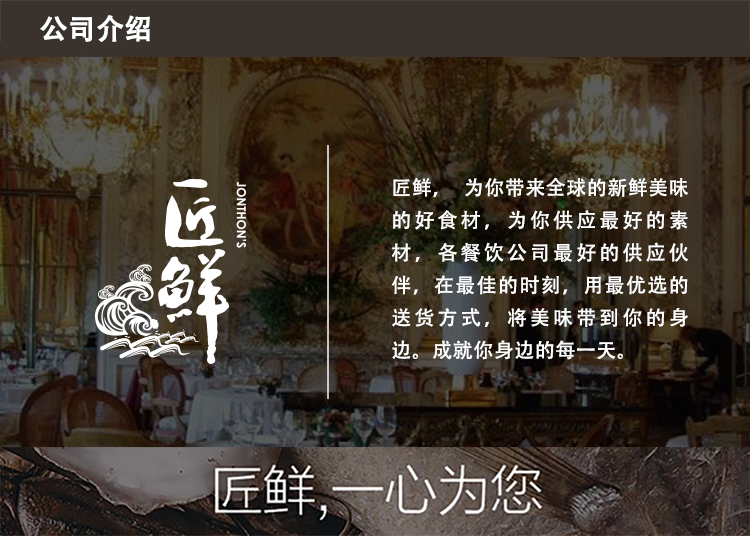 公司介绍
匠鲜
JONTHON'S
匠鲜， 为你带来全球的新鲜美味
的好食材，为你供应最好的素
材，各餐饮公司最好的供应伙
伴，在最佳的时刻，用最优选的
送货方式，将美味带到你的身
边。成就你身边的每一天。
匠鲜,一心为您